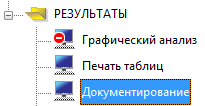 РЕЗУЛЬТАТЫ
Графический анализ
Печать таблиц
Документирование